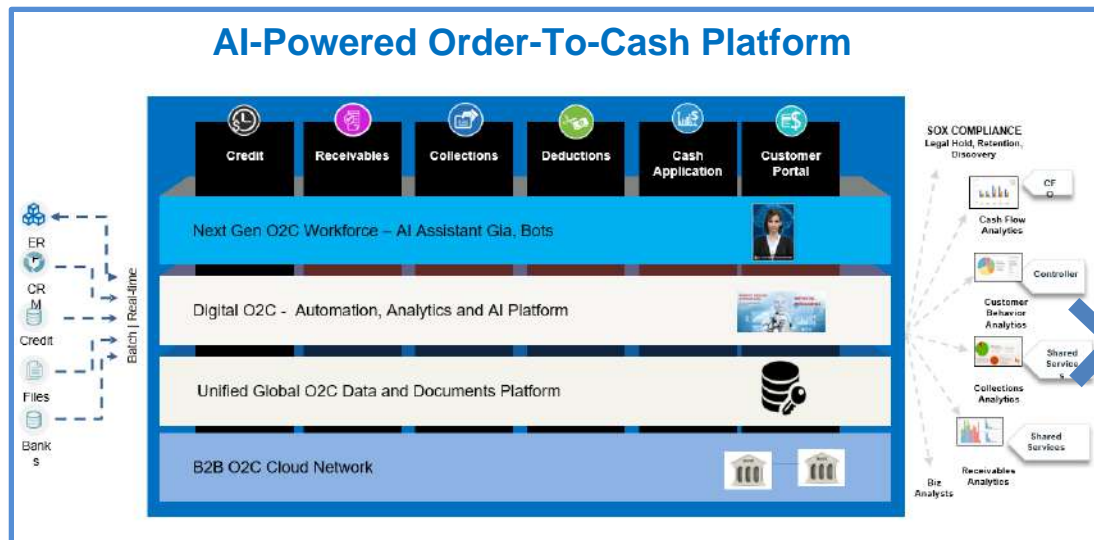 AI-Powered Order-To-Cash Platform
Credit
Receivables
Collections
Deductions
Cash
Application
Customer
Portal
Next Gen O2C Workforce – AI Assistant Gia, Bots
Digital O2C - Automation, Analytics and AI Platform
Unified Global O2C Data and Documents Platform
B2B O2C Cloud Network
ER
CR
M
Credit
Files
Bank
s
Batch | Real-time
SOX COMPLIANCE
Legal Hold, Retention,
Discovery
CF
O
Cash Flow
Analytics
Controller
Customer
Behavior
Analytics
Shared
Service
s
Collections
Analytics
Shared
Services
Receivables
Analytics
Biz
Analysts